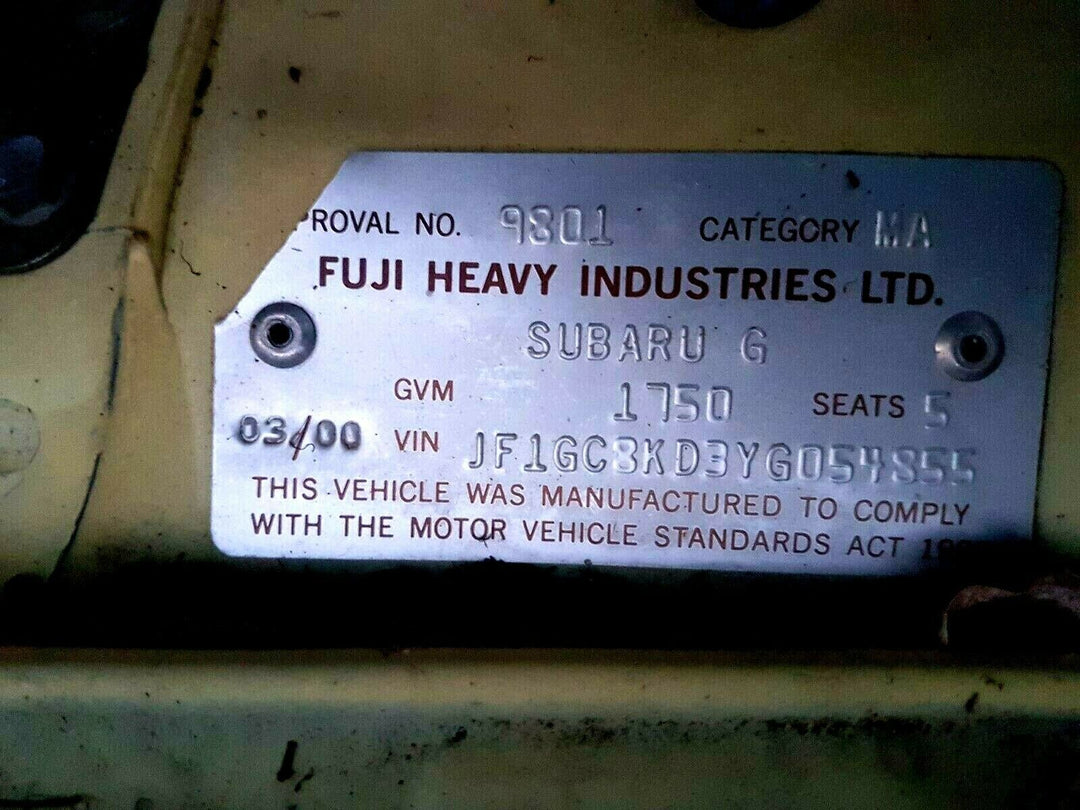 PROVAL NO. 9801 CATEGORY MA
FUJI HEAVY INDUSTRIES LTD.
SUBARU G
GVM 1750 SEATS 5
03/00 VIN JF1GC3KD3YG054855
THIS VEHICLE WAS MANUFACTURED TO COMPLY
WITH THE MOTOR VEHICLE STANDARDS ACT